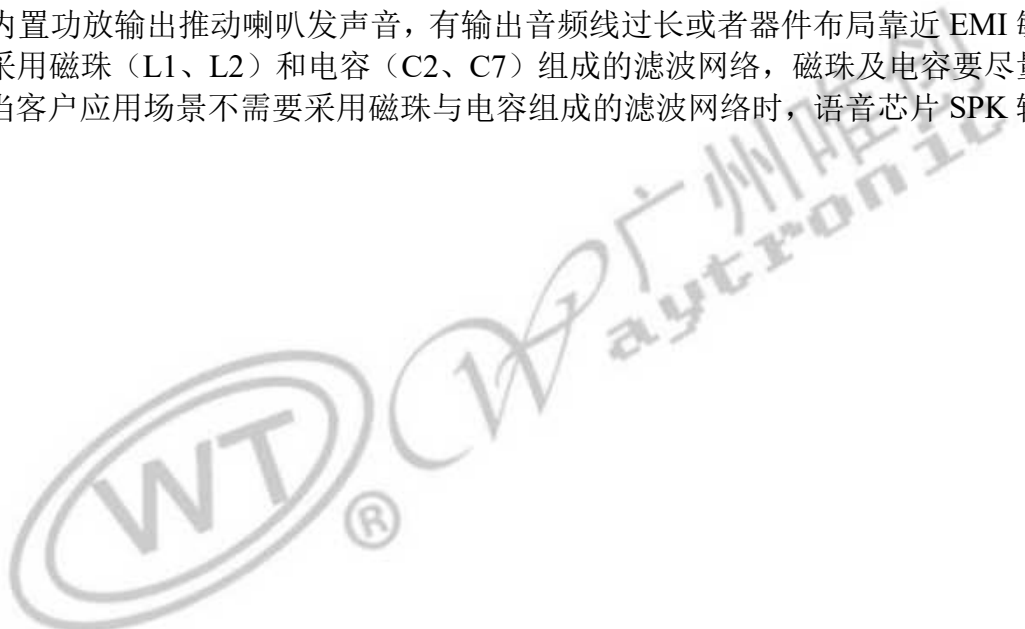 内置功放输出推动喇叭发声音，有输出音频线过长或者器件布局靠近 EMI
采用磁珠（L1、L2）和电容（C2、C7）组成的滤波网络，磁珠及电容要尽量
当客户应用场景不需要采用磁珠与电容组成的滤波网络时，语音芯片 SPK
广州唯创
Waytronic
WT
®